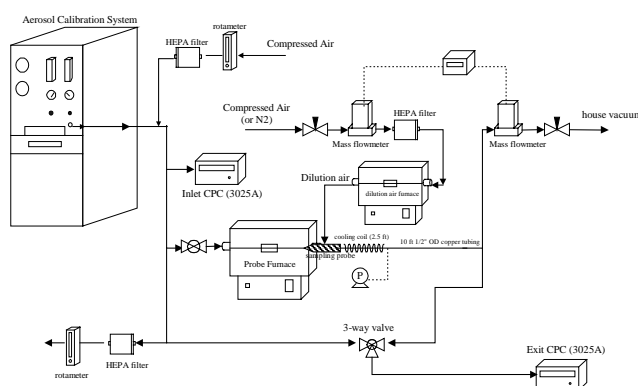 Aerosol Calibration System
rotameter
HEPA filter
Compressed Air
Compressed Air
(or N2)
HEPA filter
Mass flowmeter
Mass flowmeter
house vacuum
Inlet CPC (3025A)
Dilution air
dilution air furnace
cooling coil (2.5 ft)
10 ft 1/2" OD copper tubing
sampling probe
Probe Furnace
P
3-way valve
Exit CPC (3025A)
rotameter
HEPA filter